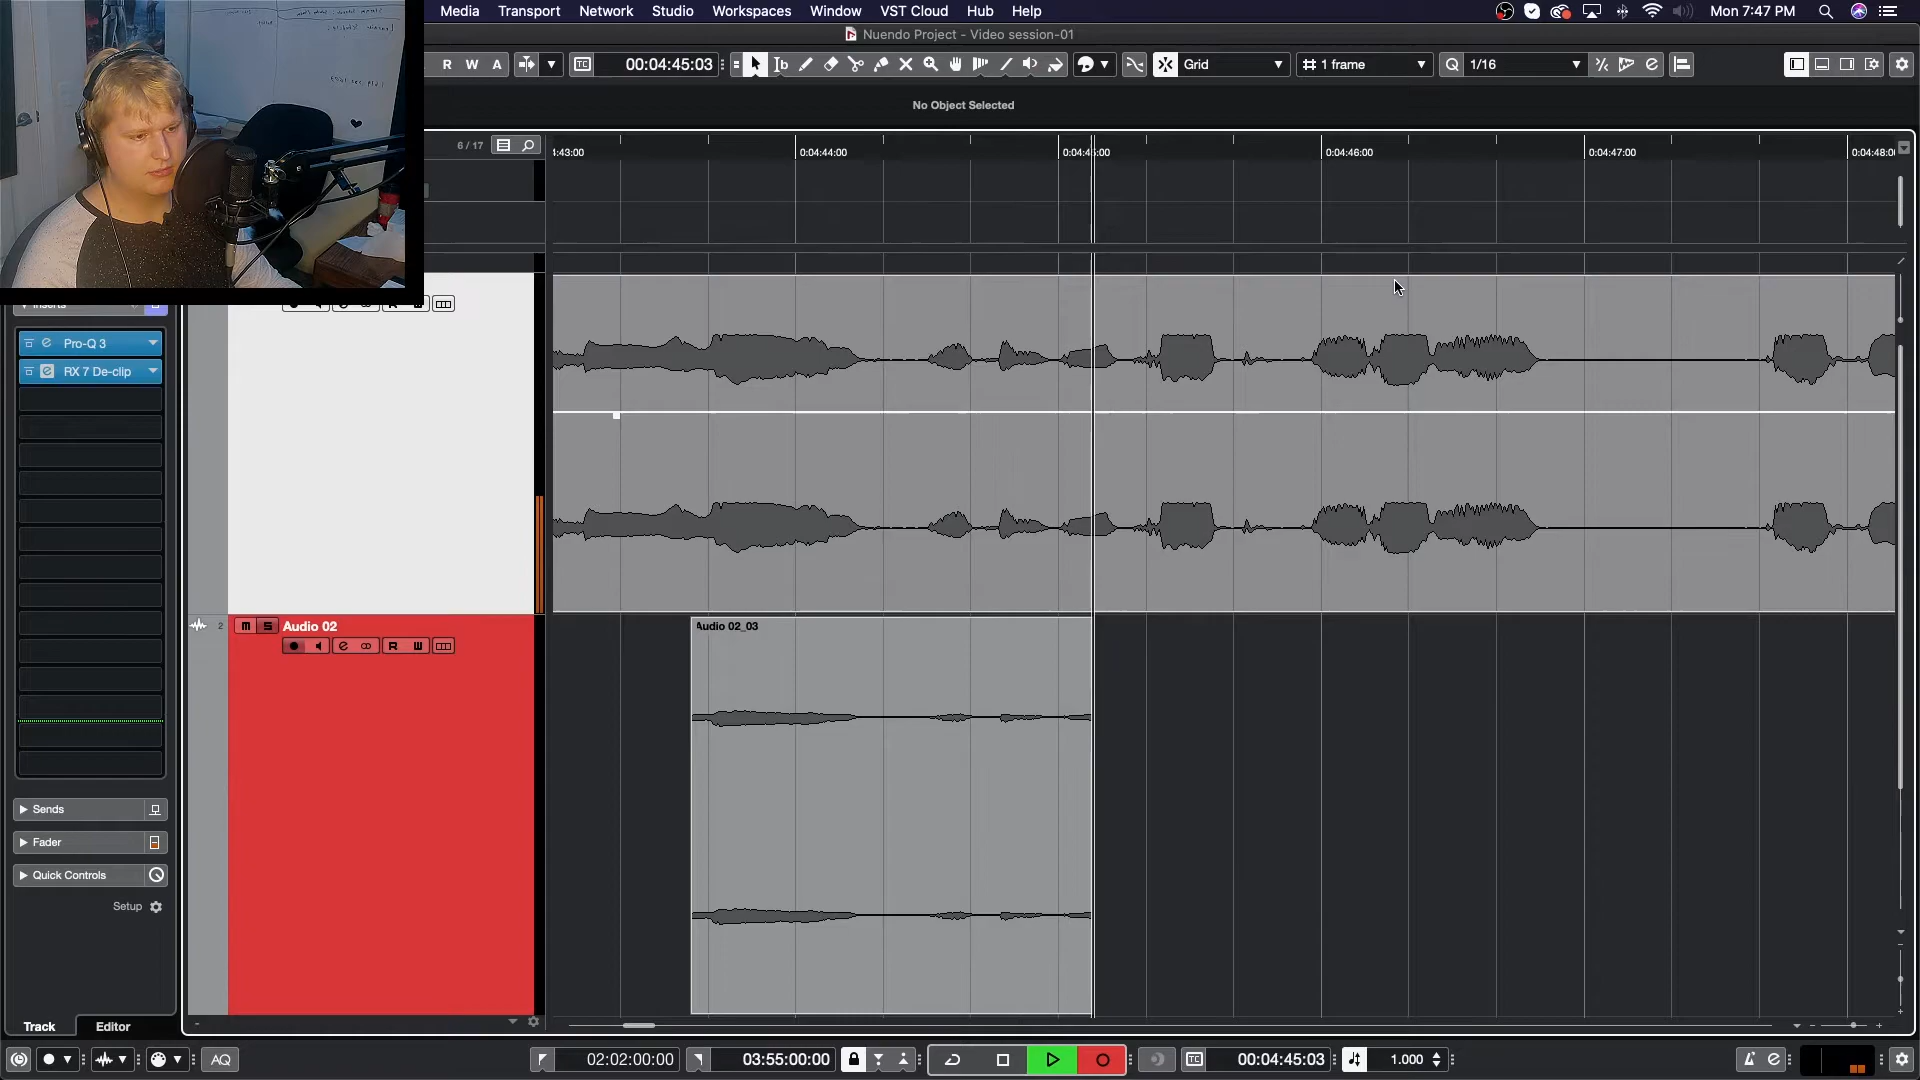 Media Transport Network Studio Workspaces Window VST Cloud Hub Help Mon 7:47 PM
Nuendo Project - Video session-01
R W A TC 00:04:45:03 Grid 1 frame Q 1/16
No Object Selected
6 / 17
0:04:44:00 0:04:46:00 0:04:47:00
Pro-Q 3
RX 7 De-clip
2 m S Audio 02
R W
Audio 02_03
Sends
Fader
Quick Controls
Setup
Track Editor
AQ 02:02:00:00 03:55:00:00 TC 00:04:45:03 1.000